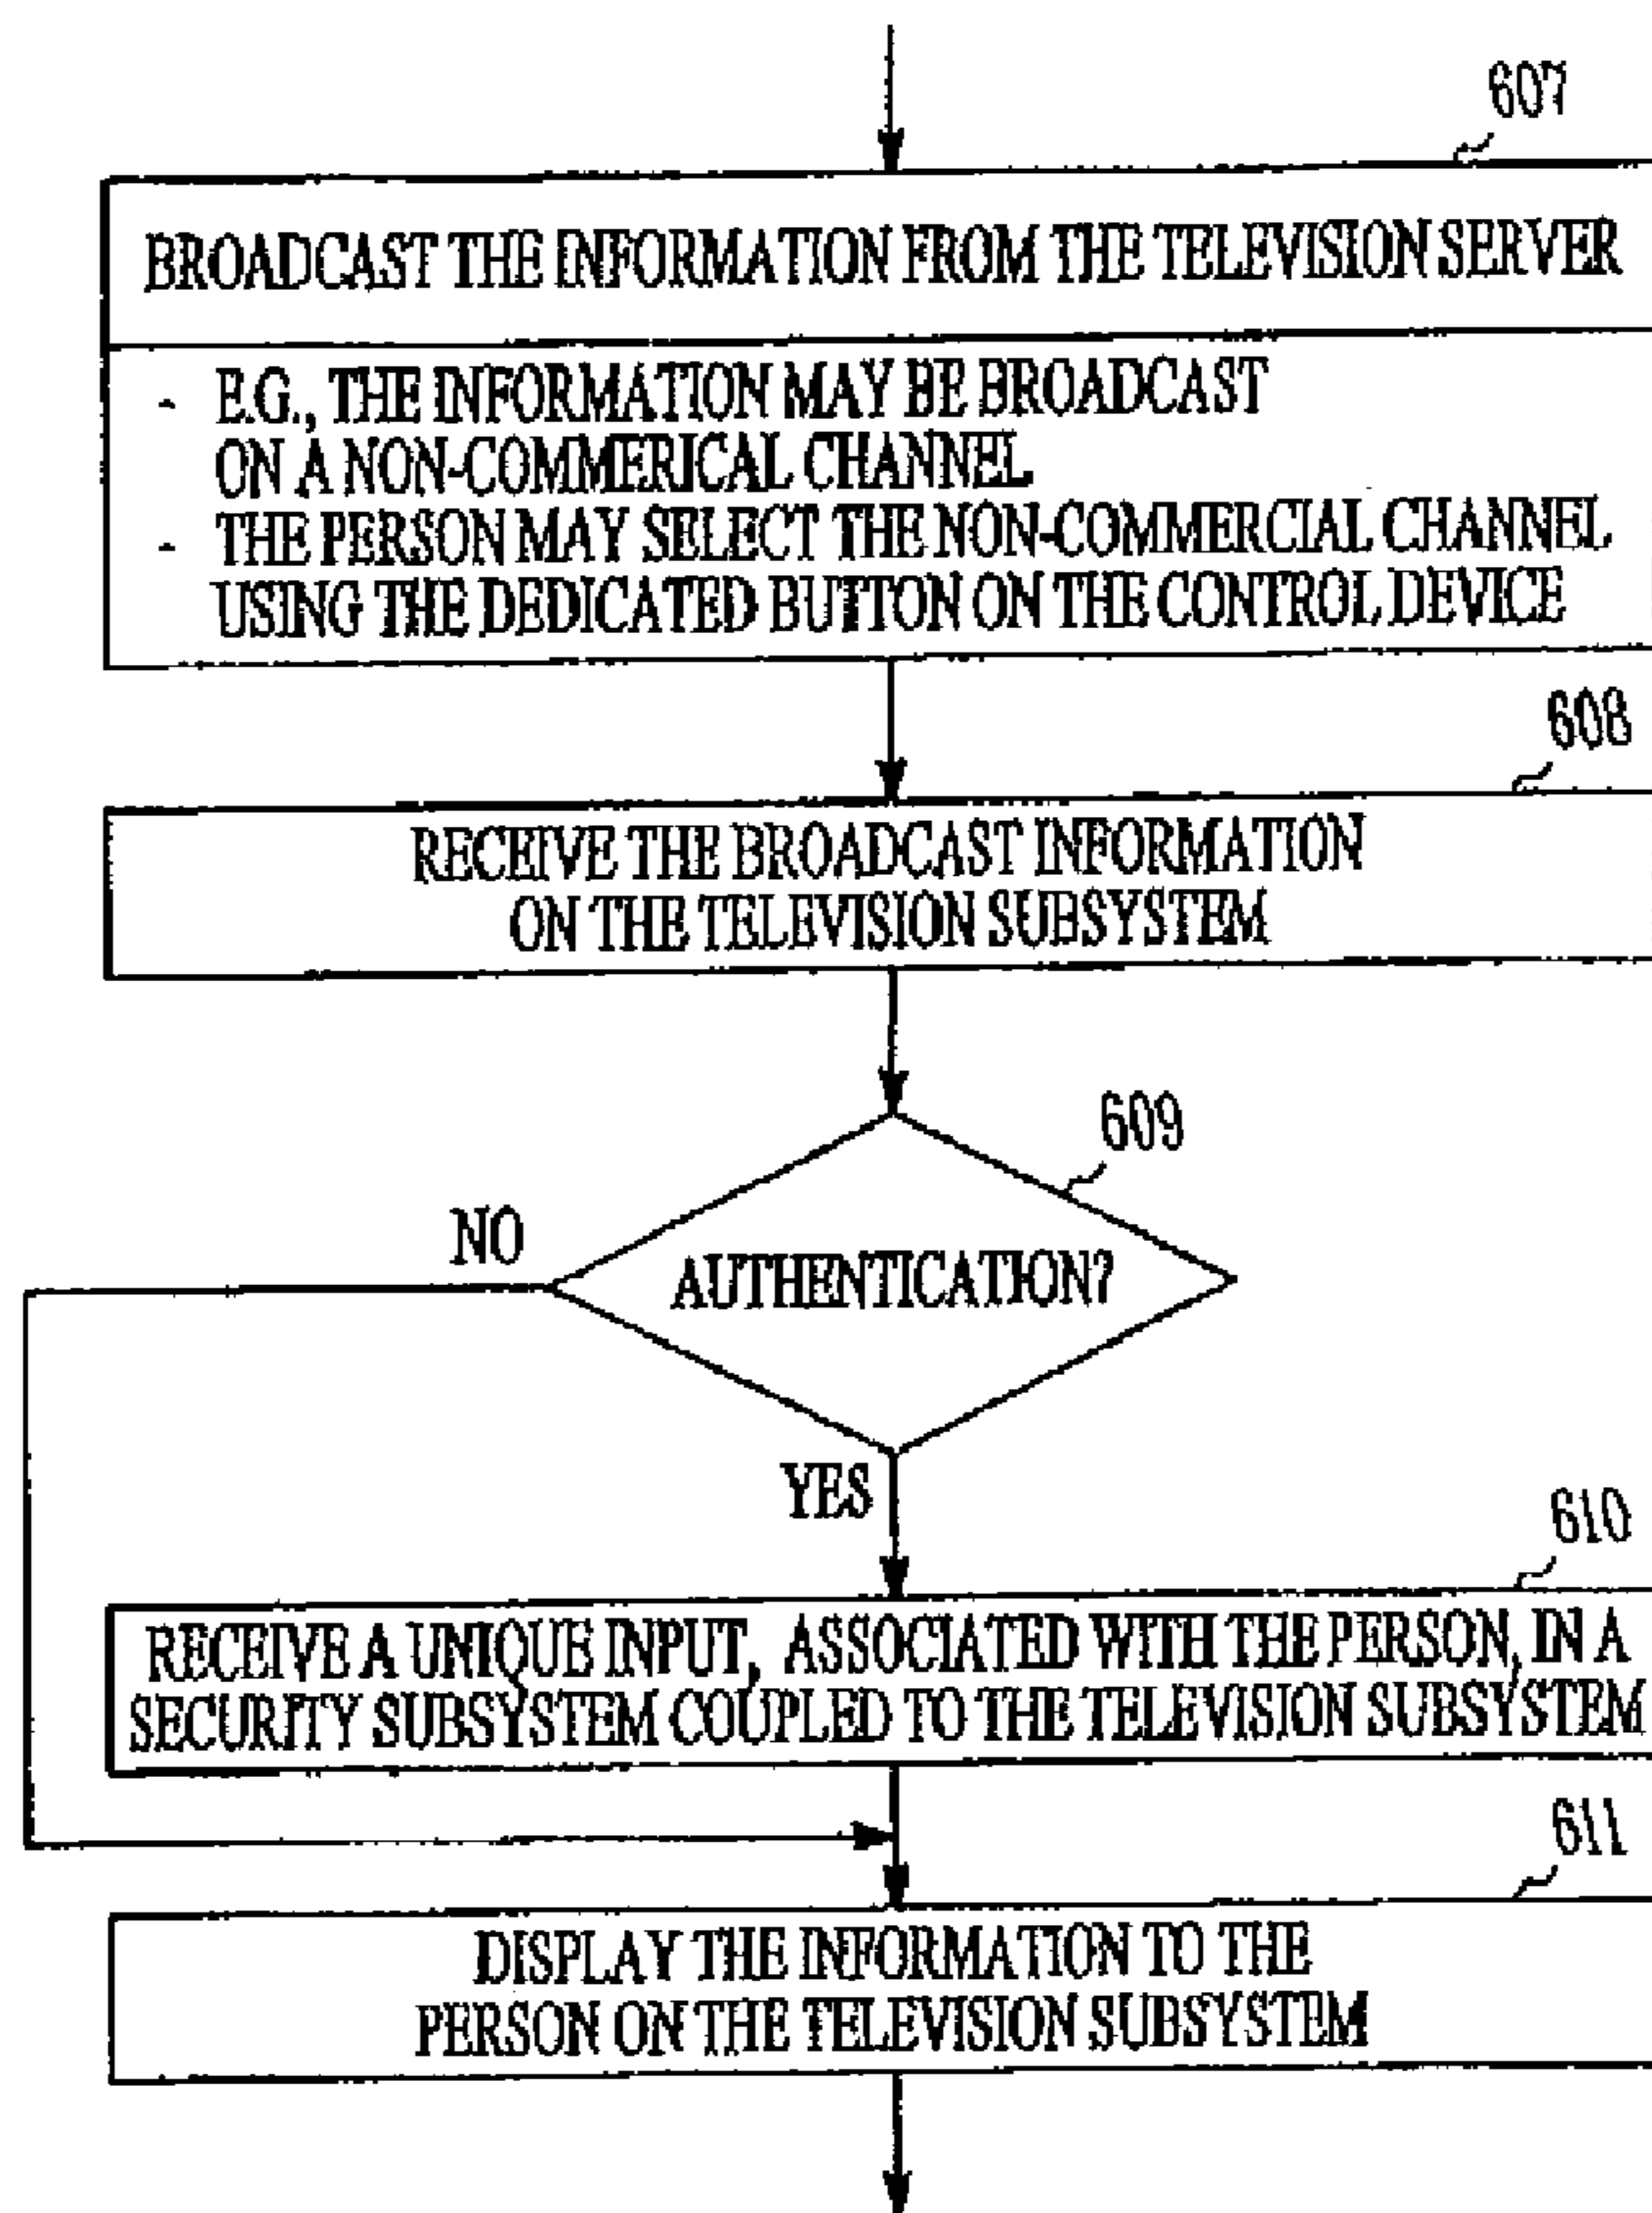 607
BROADCAST THE INFORMATION FROM THE TELEVISION SERVER
- E.G., THE INFORMATION MAY BE BROADCAST
ON A NON-COMMERICAL CHANNEL
- THE PERSON MAY SELECT THE NON-COMMERCIAL CHANNEL
USING THE DEDICATED BUTTON ON THE CONTROL DEVICE
608
RECEIVE THE BROADCAST INFORMATION
ON THE TELEVISION SUBSYSTEM
609
NO
AUTHENTICATION?
YES
610
RECEIVE A UNIQUE INPUT, ASSOCIATED WITH THE PERSON, IN A
SECURITY SUBSYSTEM COUPLED TO THE TELEVISION SUBSYSTEM
611
DISPLAY THE INFORMATION TO THE
PERSON ON THE TELEVISION SUBSYSTEM